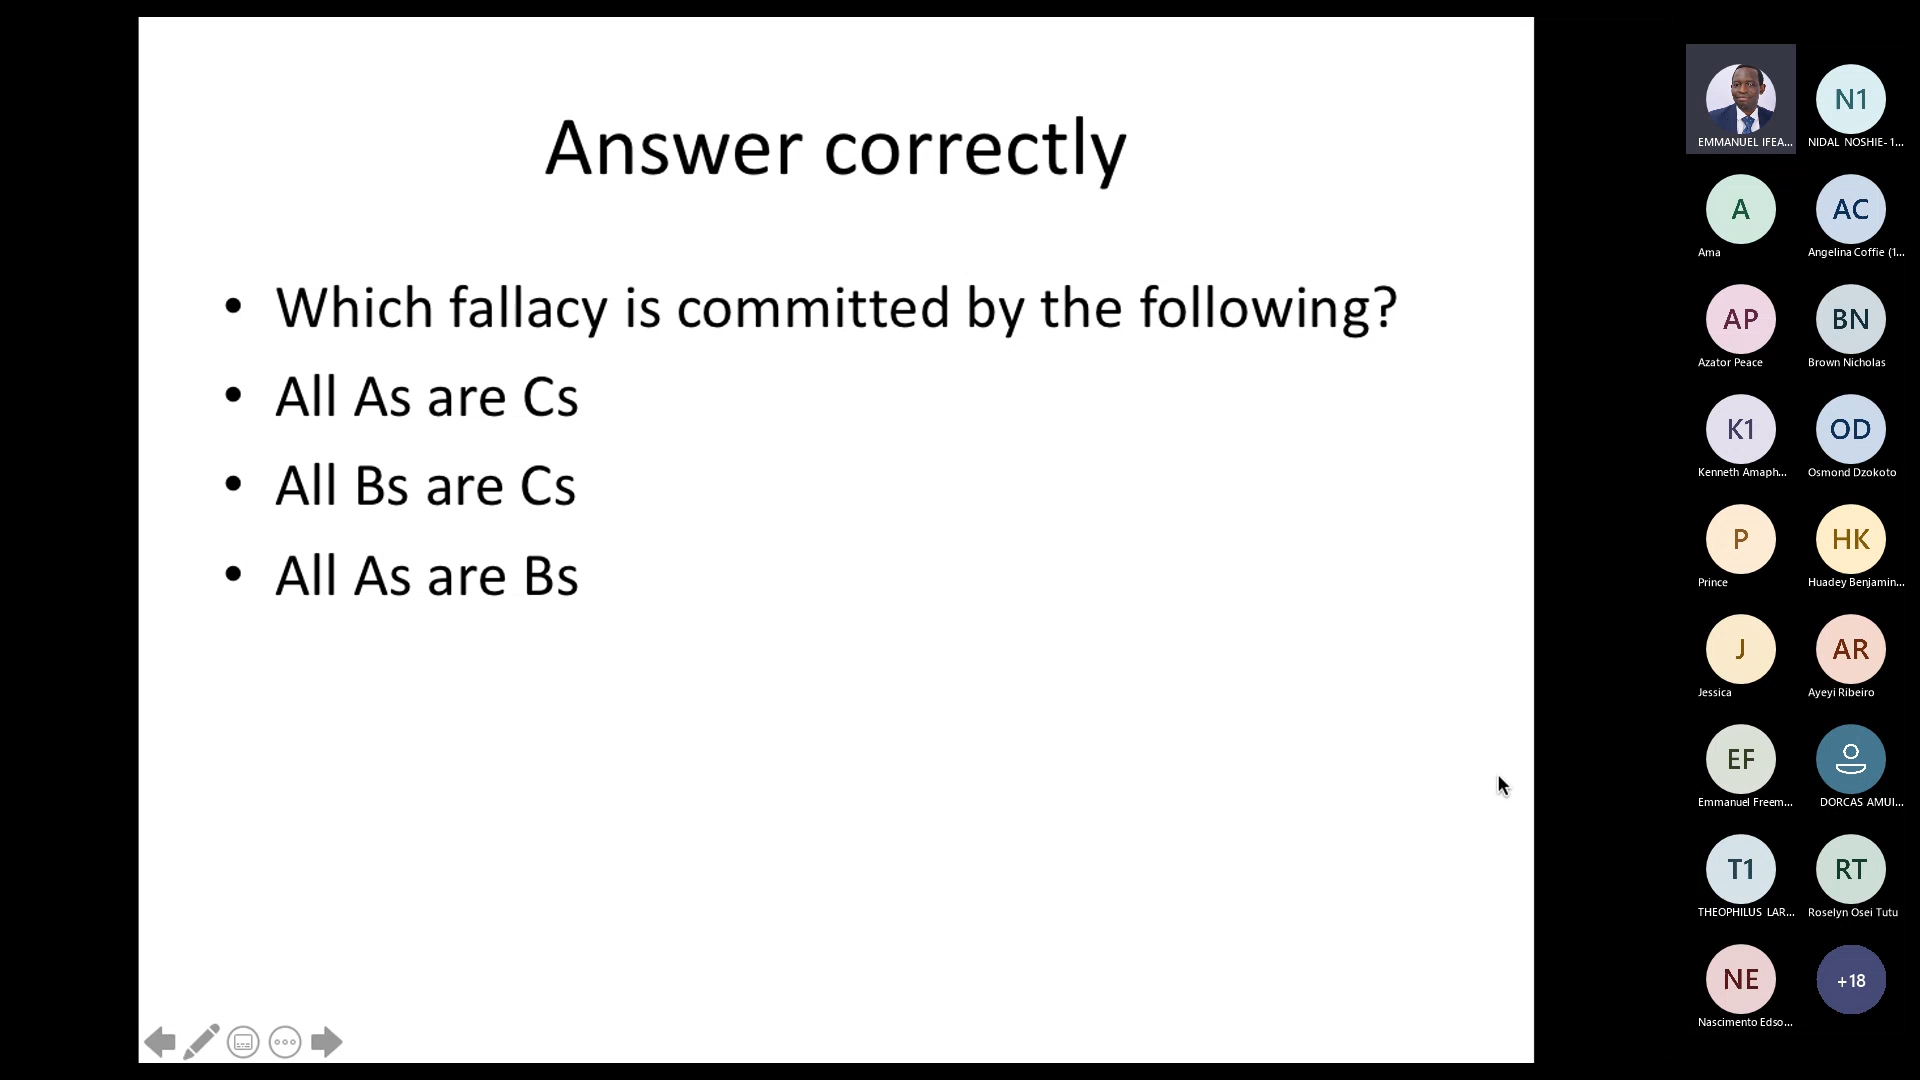 Answer correctly
• Which fallacy is committed by the following?
• All As are Cs
• All Bs are Cs
• All As are Bs
EMMANUEL IFEA...
N1
NIDAL NOSHIE- 1...
A
Ama
AC
Angelina Coffie (1...
AP
Azator Peace
BN
Brown Nicholas
K1
Kenneth Amaph...
OD
Osmond Dzokoto
P
Prince
HK
Huadey Benjamin...
J
Jessica
AR
Ayeyi Ribeiro
EF
Emmanuel Freem...
DORCAS AMUI...
T1
THEOPHILUS LAR...
RT
Roselyn Osei Tutu
NE
Nascimento Edso...
+18